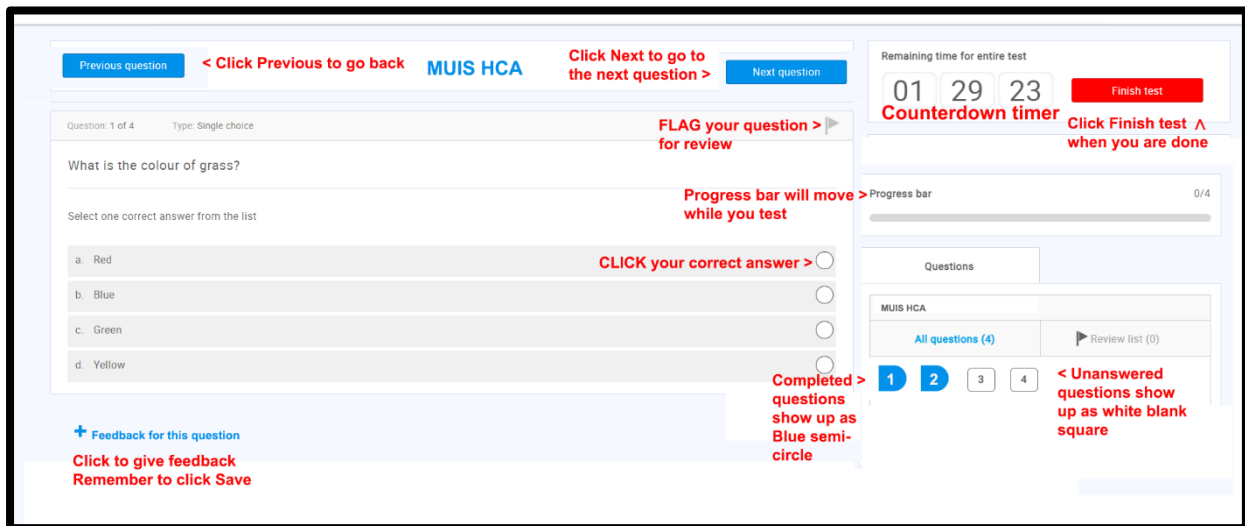 Previous question
< Click Previous to go back
MUIS HCA
Click Next to go to
the next question >
Next question
Remaining time for entire test
01 29 23
Finish test
Counterdown timer
Click Finish test ^
when you are done
Question: 1 of 4
Type: Single choice
FLAG your question >
for review
What is the colour of grass?
Progress bar will move >
while you test
Progress bar
0/4
Select one correct answer from the list
a. Red
CLICK your correct answer >
b. Blue
c. Green
d. Yellow
Questions
MUIS HCA
All questions (4)
Review list (0)
Completed >
questions
show up as
Blue semi-
circle
1 2 3 4
< Unanswered
questions show
up as white blank
square
+ Feedback for this question
Click to give feedback
Remember to click Save